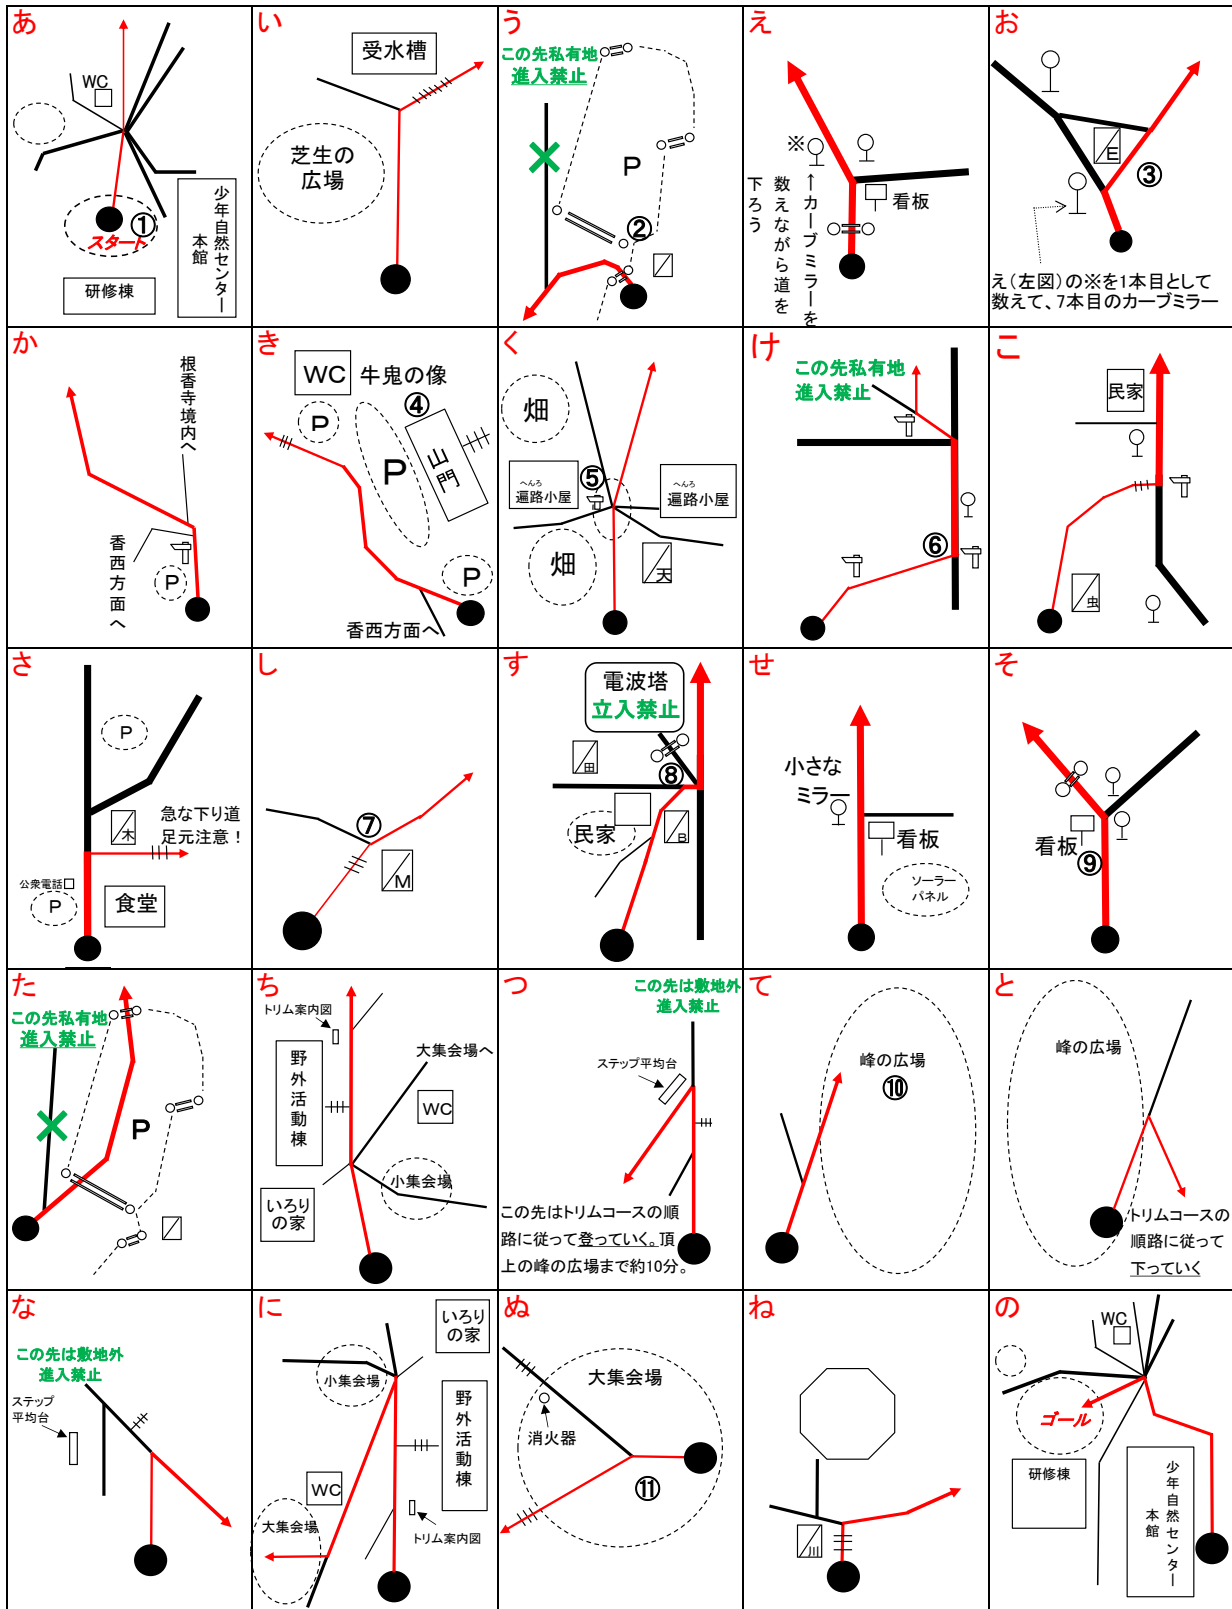 あ
WC
①
スタート
少年自然センター
本館
研修棟
い
受水槽
芝生の
広場
う
この先私有地
進入禁止
P
②
え
※
↑カーブミラーを
数えながら道を
下ろう
看板
お
E
③
え(左図)の※を1本目として
数えて、7本目のカーブミラー
か
根香寺境内へ
香西方面へ
P
き
WC
牛鬼の像
④
P
P
山門
P
香西方面へ
く
畑
へんろ
遍路小屋
⑤
へんろ
遍路小屋
畑
天
け
この先私有地
進入禁止
⑥
こ
民家
虫
さ
P
木
急な下り道
足元注意!
公衆電話
P
食堂
し
⑦
M
す
電波塔
立入禁止
田
⑧
民家
B
せ
小さな
ミラー
看板
ソーラー
パネル
そ
看板
⑨
た
この先私有地
進入禁止
P
ち
トリム案内図
野外活動棟
大集会場へ
WC
小集会場
いろり
の家
つ
この先は敷地外
進入禁止
ステップ平均台
この先はトリムコースの順
路に従って登っていく。頂
上の峰の広場まで約10分。
て
峰の広場
⑩
と
峰の広場
トリムコースの
順路に従って
下っていく
な
この先は敷地外
進入禁止
ステップ
平均台
に
いろり
の家
小集会場
野外活動棟
WC
大集会場
トリム案内図
ぬ
大集会場
消火器
⑪
ね
川
の
WC
ゴール
研修棟
少年自然センター
本館